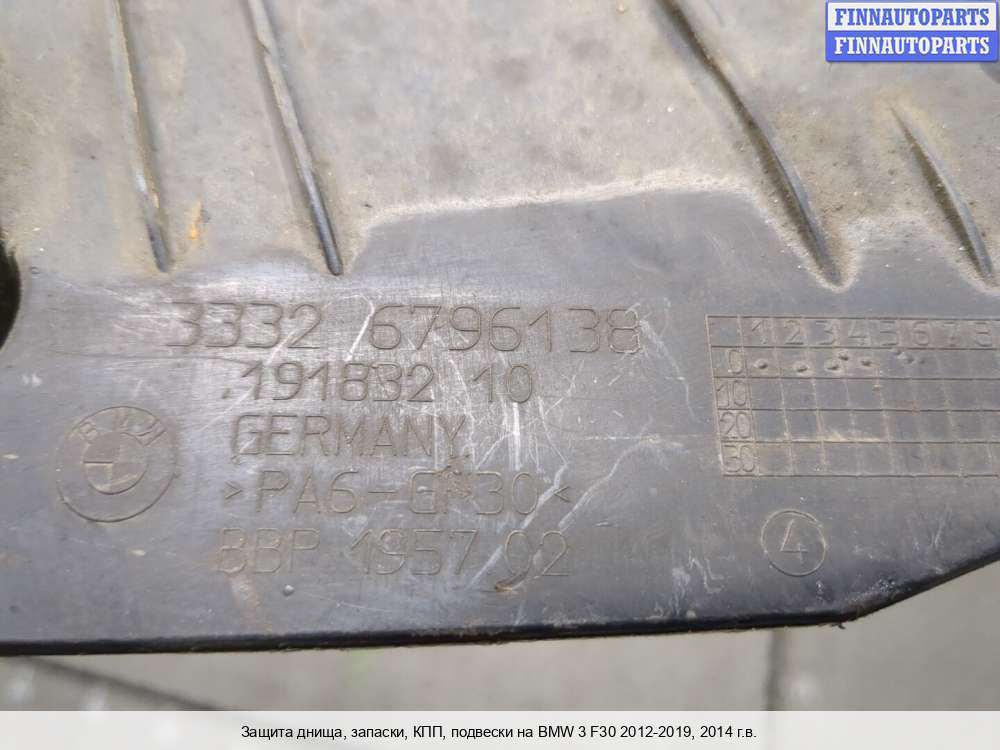 FINNAUTOPARTS
FINNAUTOPARTS
3332 6796138
191832 10
GERMANY
>PA6-GF30<
BBP 1957 02
BMW
1 2 3 4 5 6 7 8
0
10
20
30
4
Защита днища, запаски, КПП, подвески на BMW 3 F30 2012-2019, 2014 г.в.